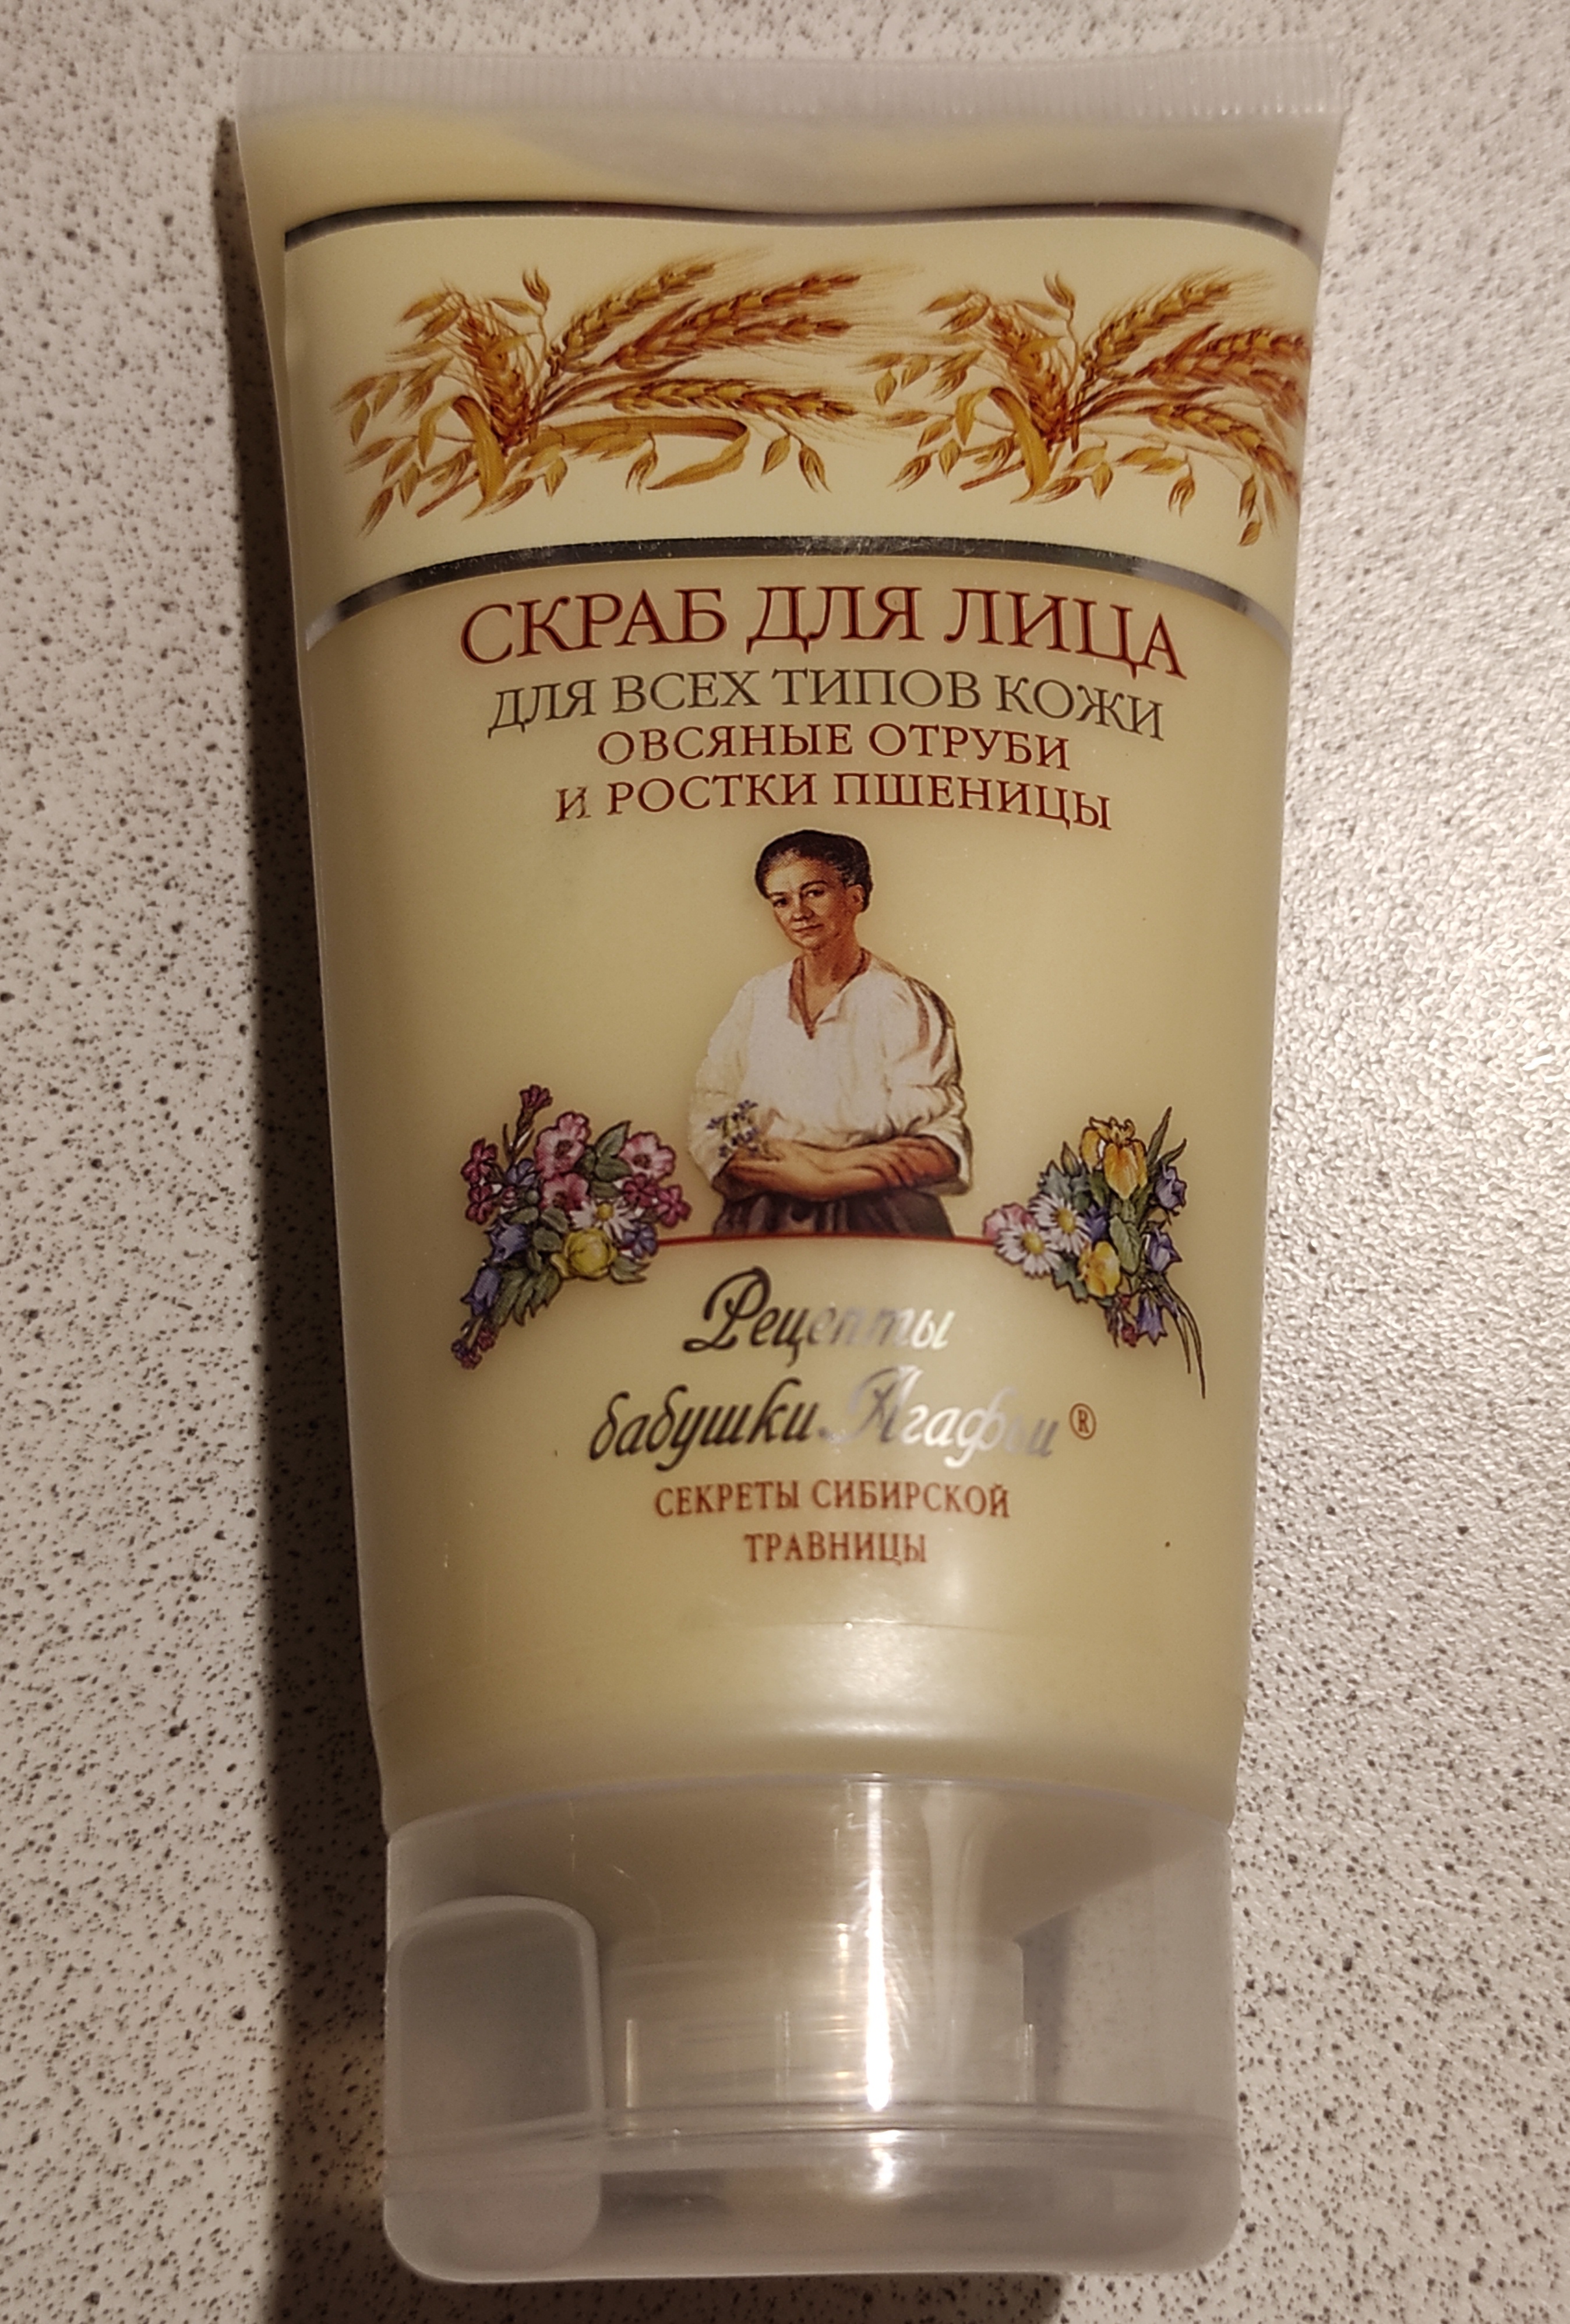 СКРАБ ДЛЯ ЛИЦА
ДЛЯ ВСЕХ ТИПОВ КОЖИ
ОВСЯНЫЕ ОТРУБИ
И РОСТКИ ПШЕНИЦЫ
Рецепты
бабушки Агафьи ®
СЕКРЕТЫ СИБИРСКОЙ
ТРАВНИЦЫ